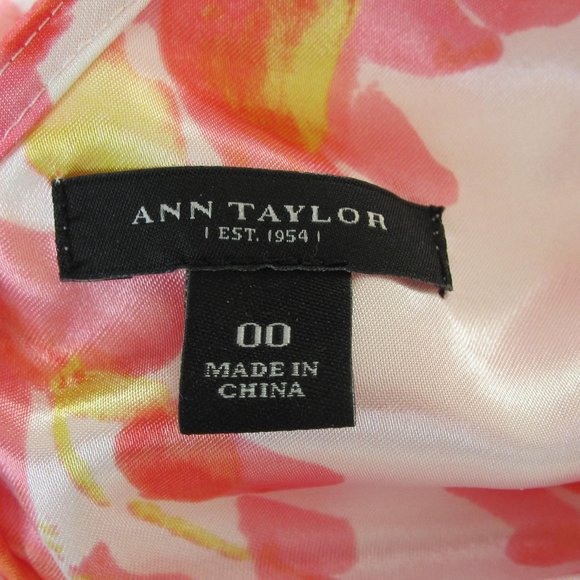 ANN TAYLOR
| EST. 1954 |
00
MADE IN
CHINA